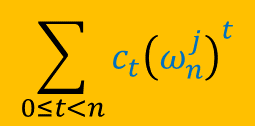 ∑ c_t (ω_n^j)^t
0≤t<n